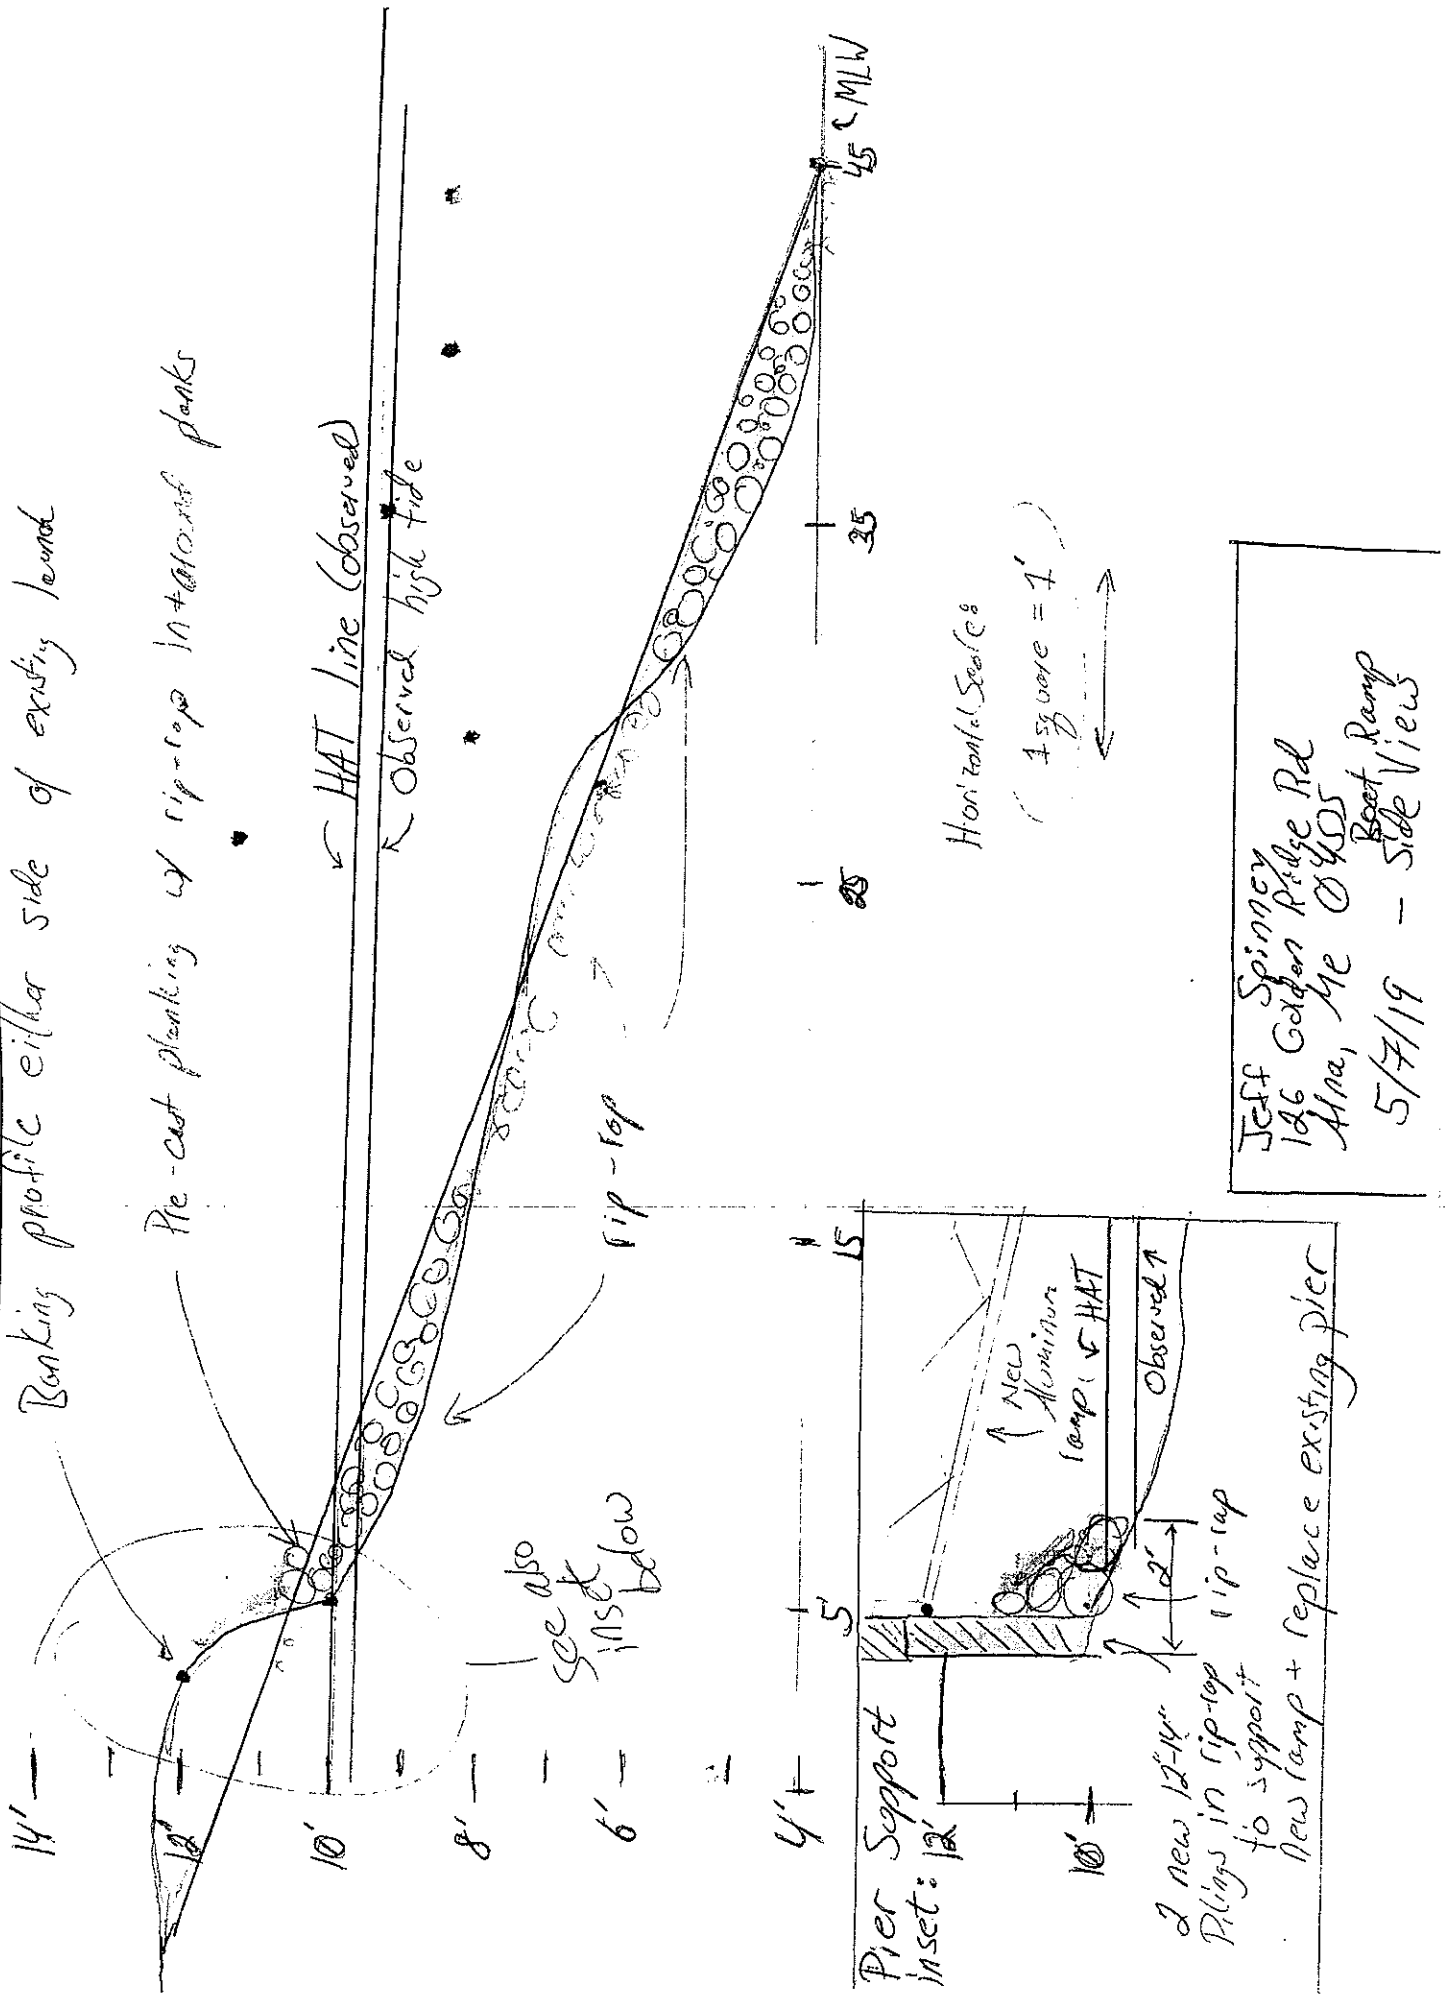 Banking profile either side of existing launch
Pre-cast planking w/ rip-rap in + around planks
HAT line (observed)
Observed high tide
14'
12'
10'
8'
6'
4'
see also
inset
below
rip-rap
5'
15
25
35
45
MLW
Horizontal Scale:
1 square = 1'
Pier Support
inset:
12'
10'
New
Aluminum
ramp
HAT
Observed
2'
rip-rap
2 new 12"-14"
Pilings in rip-rap
to support
New ramp + replace existing pier
Jeff Spinney
126 Golden Ridge Rd
Alna, Me 04535
Boat Ramp
5/7/19 - Side Views